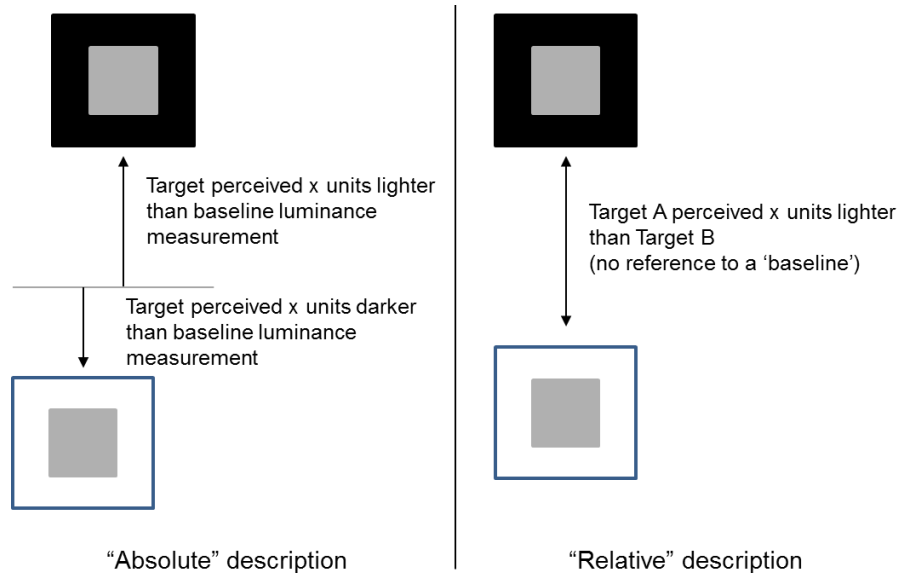 Target perceived x units lighter
than baseline luminance
measurement
Target perceived x units darker
than baseline luminance
measurement
“Absolute” description
Target A perceived x units lighter
than Target B
(no reference to a ‘baseline’)
“Relative” description